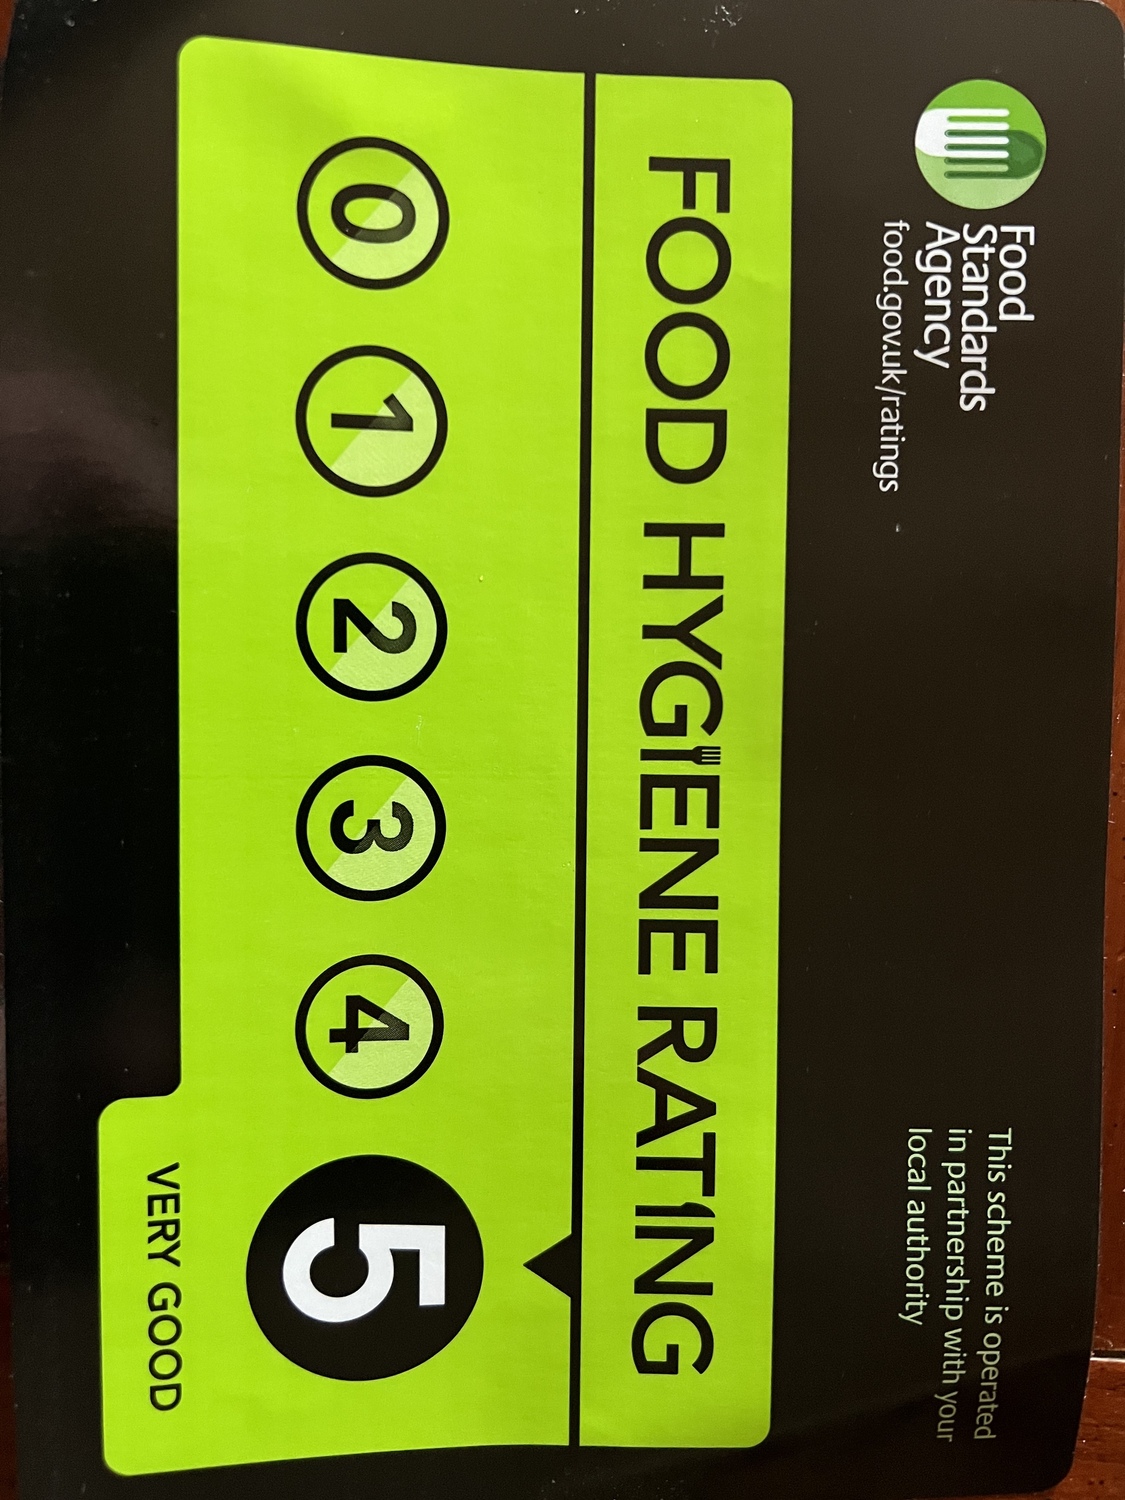 Food
Standards
Agency
food.gov.uk/ratings
This scheme is operated
in partnership with your
local authority
FOOD HYGIENE RATING
0 1 2 3 4 5
VERY GOOD